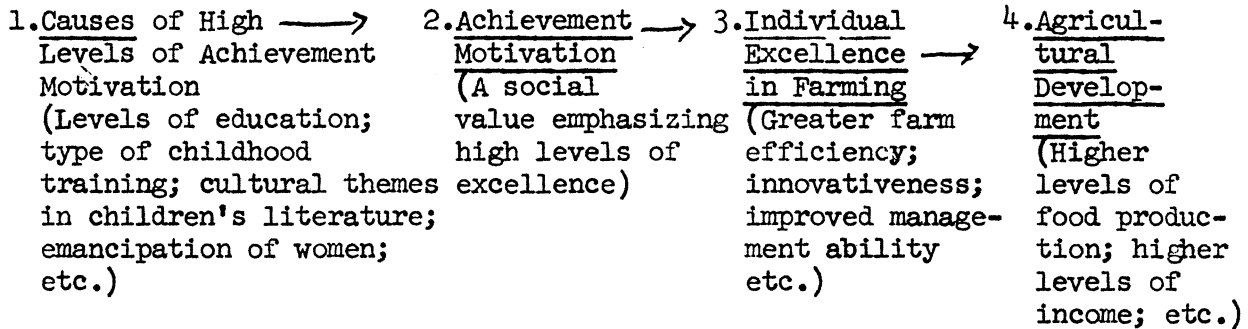 1.Causes of High
Levels of Achievement
Motivation
(Levels of education;
type of childhood
training; cultural themes
in children's literature;
emancipation of women;
etc.)
2.Achievement
Motivation
(A social
value emphasizing
high levels of
excellence)
3.Individual
Excellence
in Farming
(Greater farm
efficiency;
innovativeness;
improved manage-
ment ability
etc.)
4.Agricul-
tural
Develop-
ment
(Higher
levels of
food produc-
tion; higher
levels of
income; etc.)